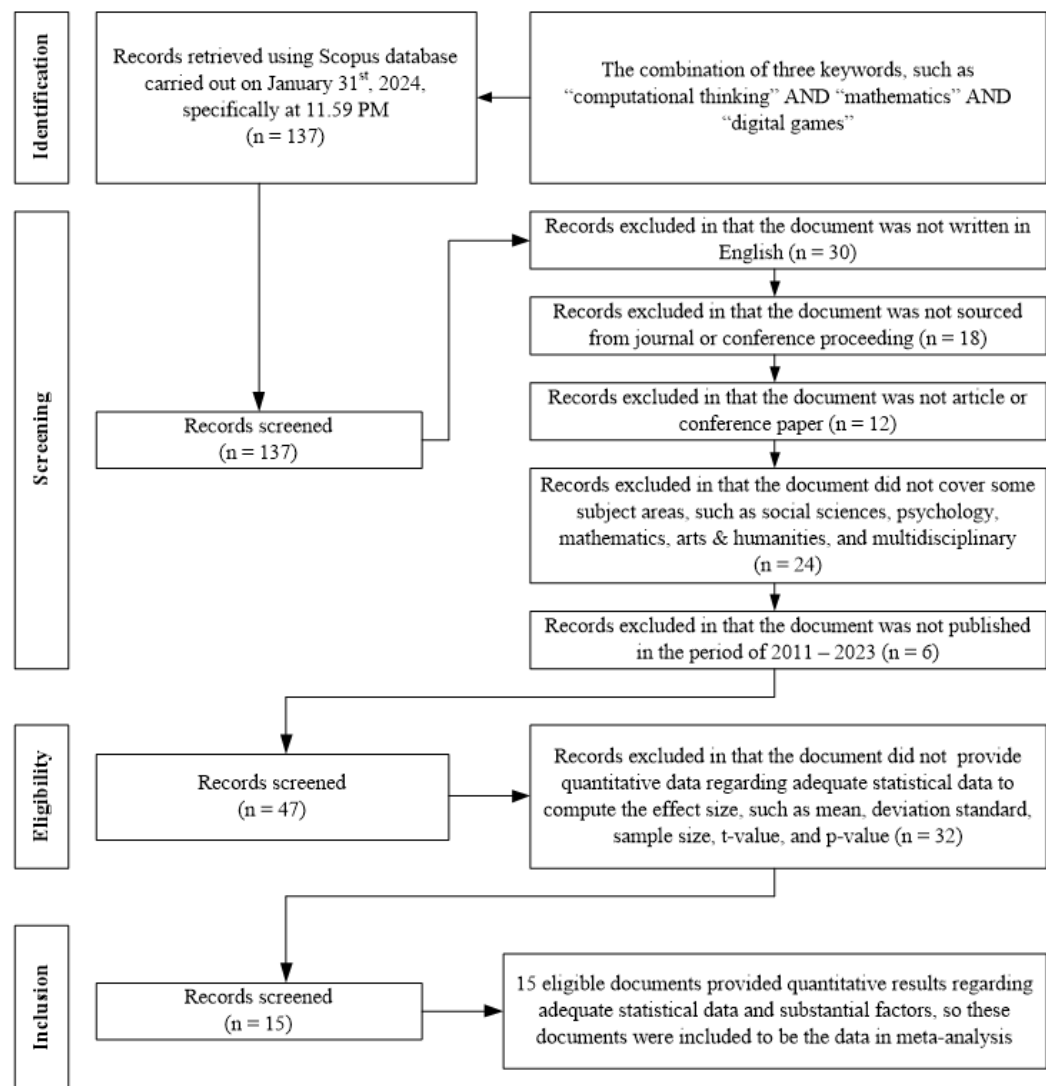 Identification
Records retrieved using Scopus database
carried out on January 31st, 2024,
specifically at 11.59 PM
(n = 137)
The combination of three keywords, such as
“computational thinking” AND “mathematics” AND
“digital games”
Screening
Records screened
(n = 137)
Records excluded in that the document was not written in
English (n = 30)
Records excluded in that the document was not sourced
from journal or conference proceeding (n = 18)
Records excluded in that the document was not article or
conference paper (n = 12)
Records excluded in that the document did not cover some
subject areas, such as social sciences, psychology,
mathematics, arts & humanities, and multidisciplinary
(n = 24)
Records excluded in that the document was not published
in the period of 2011 – 2023 (n = 6)
Eligibility
Records screened
(n = 47)
Records excluded in that the document did not provide
quantitative data regarding adequate statistical data to
compute the effect size, such as mean, deviation standard,
sample size, t-value, and p-value (n = 32)
Inclusion
Records screened
(n = 15)
15 eligible documents provided quantitative results regarding
adequate statistical data and substantial factors, so these
documents were included to be the data in meta-analysis